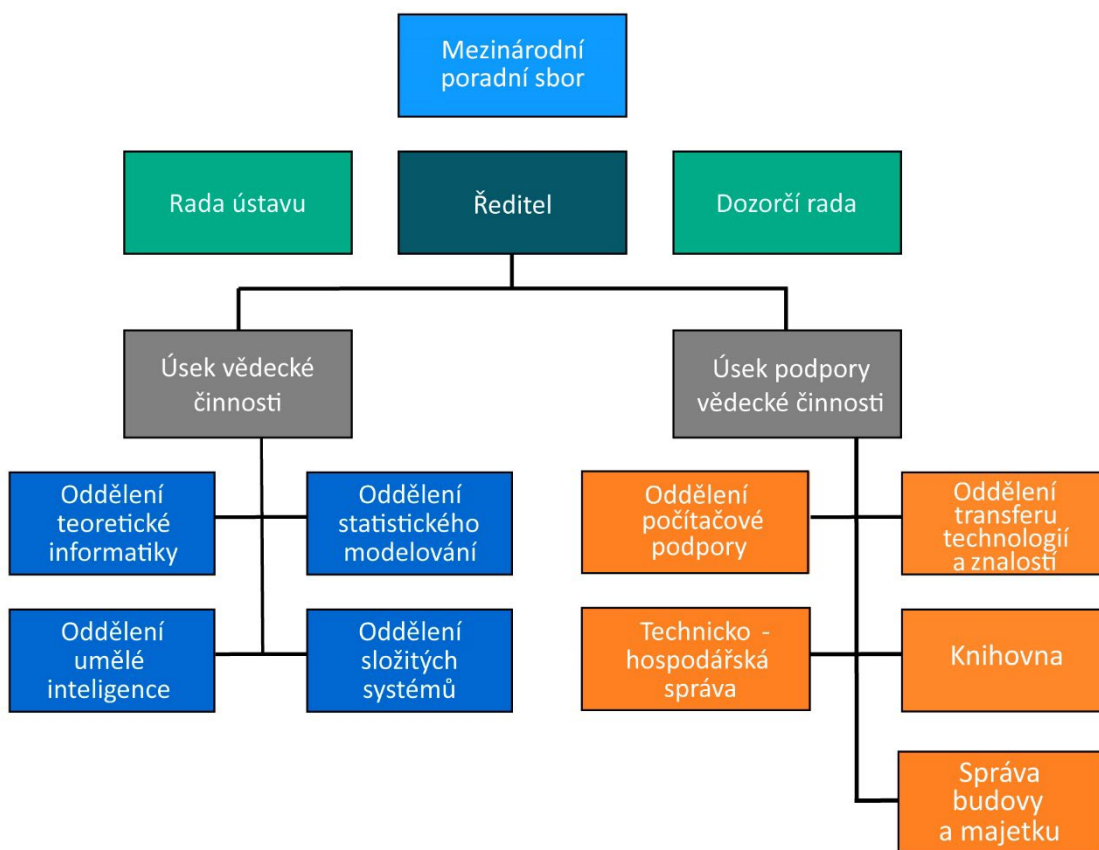 Mezinárodní
poradní sbor
Rada ústavu
Ředitel
Dozorčí rada
Úsek vědecké
činnosti
Úsek podpory
vědecké činnosti
Oddělení
teoretické
informatiky
Oddělení
statistického
modelování
Oddělení
počítačové
podpory
Oddělení
transferu
technologií
a znalostí
Oddělení
umělé
inteligence
Oddělení
složitých
systémů
Technicko -
hospodářská
správa
Knihovna
Správa
budovy
a majetku